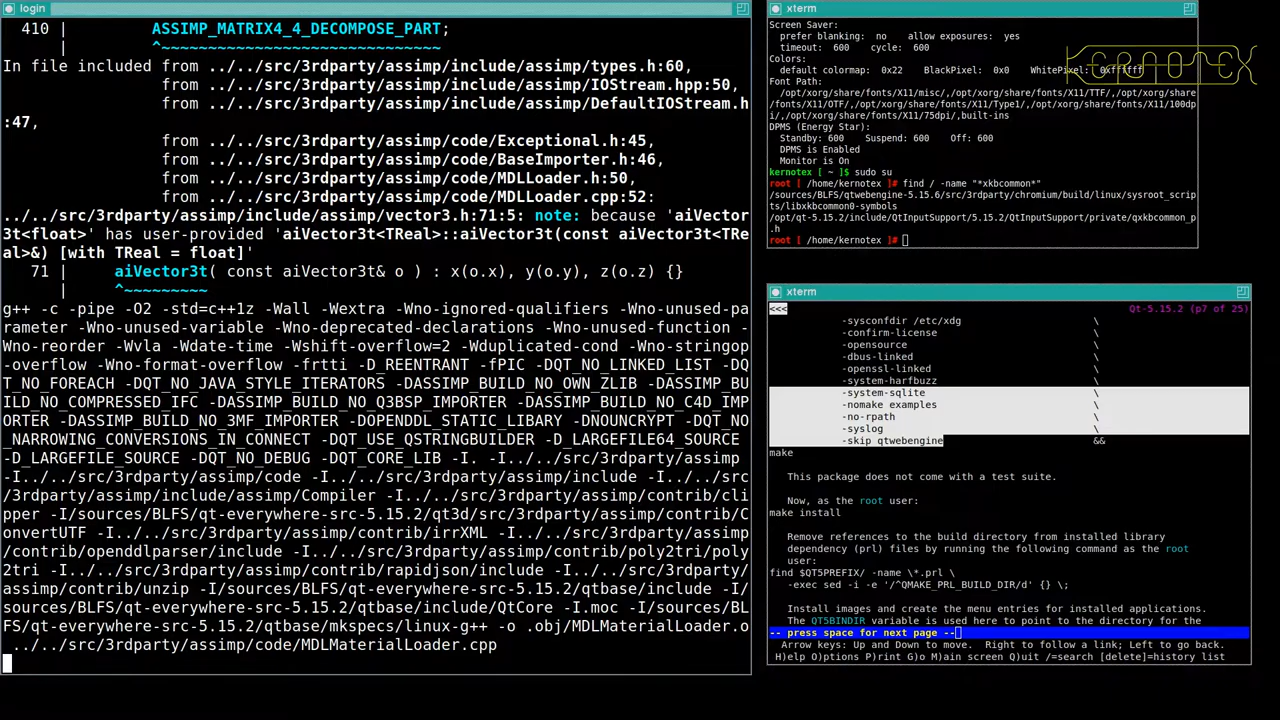 login
410 |          ASSIMP_MATRIX4_4_DECOMPOSE_PART;
    |          ^~~~~~~~~~~~~~~~~~~~~~~~~~~~~~~
In file included from ../../src/3rdparty/assimp/include/assimp/types.h:60,
from ../../src/3rdparty/assimp/include/assimp/IOStream.hpp:50,
from ../../src/3rdparty/assimp/include/assimp/DefaultIOStream.h
:47,
from ../../src/3rdparty/assimp/code/Exceptional.h:45,
from ../../src/3rdparty/assimp/code/BaseImporter.h:46,
from ../../src/3rdparty/assimp/code/MDLLoader.h:50,
from ../../src/3rdparty/assimp/code/MDLLoader.cpp:52:
../../src/3rdparty/assimp/include/assimp/vector3.h:71:5: note: because 'aiVector
3t<float>' has user-provided 'aiVector3t<TReal>::aiVector3t(const aiVector3t<TRe
al>&) [with TReal = float]'
71 |     aiVector3t( const aiVector3t& o ) : x(o.x), y(o.y), z(o.z) {}
   |     ^~~~~~~~~~
g++ -c -pipe -O2 -std=c++1z -Wall -Wextra -Wno-ignored-qualifiers -Wno-unused-pa
rameter -Wno-unused-variable -Wno-deprecated-declarations -Wno-unused-function -
Wno-reorder -Wvla -Wdate-time -Wshift-overflow=2 -Wduplicated-cond -Wno-stringop
-overflow -Wno-format-overflow -frtti -D_REENTRANT -fPIC -DQT_NO_LINKED_LIST -DQ
T_NO_FOREACH -DQT_NO_JAVA_STYLE_ITERATORS -DASSIMP_BUILD_NO_OWN_ZLIB -DASSIMP_BU
ILD_NO_COMPRESSED_IFC -DASSIMP_BUILD_NO_Q3BSP_IMPORTER -DASSIMP_BUILD_NO_C4D_IMP
ORTER -DASSIMP_BUILD_NO_3MF_IMPORTER -DOPENDDL_STATIC_LIBARY -DNOUNCRYPT -DQT_NO
_NARROWING_CONVERSIONS_IN_CONNECT -DQT_USE_QSTRINGBUILDER -D_LARGEFILE64_SOURCE
-D_LARGEFILE_SOURCE -DQT_NO_DEBUG -DQT_CORE_LIB -I. -I../../src/3rdparty/assimp
-I../../src/3rdparty/assimp/code -I../../src/3rdparty/assimp/include -I../../src
/3rdparty/assimp/include/assimp/Compiler -I../../src/3rdparty/assimp/contrib/cli
pper -I/sources/BLFS/qt-everywhere-src-5.15.2/qt3d/src/3rdparty/assimp/contrib/C
onvertUTF -I../../src/3rdparty/assimp/contrib/irrXML -I../../src/3rdparty/assimp
/contrib/openddlparser/include -I../../src/3rdparty/assimp/contrib/poly2tri/poly
2tri -I../../src/3rdparty/assimp/contrib/rapidjson/include -I../../src/3rdparty/
assimp/contrib/unzip -I/sources/BLFS/qt-everywhere-src-5.15.2/qtbase/include -I/
sources/BLFS/qt-everywhere-src-5.15.2/qtbase/include/QtCore -I.moc -I/sources/BL
FS/qt-everywhere-src-5.15.2/qtbase/mkspecs/linux-g++ -o .obj/MDLMaterialLoader.o
../../src/3rdparty/assimp/code/MDLMaterialLoader.cpp
xterm
Screen Saver:
prefer blanking:  no    allow exposures:  yes
timeout:  600    cycle:  600
Colors:
default colormap: 0x22    BlackPixel: 0x0    WhitePixel: 0xffffff
KERNOTEX
Font Path:
/opt/xorg/share/fonts/X11/misc/,/opt/xorg/share/fonts/X11/TTF/,/opt/xorg/share
/fonts/X11/OTF/,/opt/xorg/share/fonts/X11/Type1/,/opt/xorg/share/fonts/X11/100dp
i/,/opt/xorg/share/fonts/X11/75dpi/,built-ins
DPMS (Energy Star):
Standby: 600    Suspend: 600    Off: 600
DPMS is Enabled
Monitor is On
kernotex [ ~ ]$ sudo su
root [ /home/kernotex ]# find / -name "*xkbcommon*"
/sources/BLFS/qtwebengine-5.15.6/src/3rdparty/chromium/build/linux/sysroot_scrip
ts/libxkbcommon0-symbols
/opt/qt-5.15.2/include/QtInputSupport/5.15.2/QtInputSupport/private/qxkbcommon_p
.h
root [ /home/kernotex ]#
xterm
<<< Qt-5.15.2 (p7 of 25)
-sysconfdir /etc/xdg \
-confirm-license \
-opensource \
-dbus-linked \
-openssl-linked \
-system-harfbuzz \
-system-sqlite \
-nomake examples \
-no-rpath \
-syslog \
-skip qtwebengine &&
make
This package does not come with a test suite.
Now, as the root user:
make install
Remove references to the build directory from installed library
dependency (prl) files by running the following command as the root
user:
find $QT5PREFIX/ -name \*.prl \
-exec sed -i -e '/^QMAKE_PRL_BUILD_DIR/d' {} \;
Install images and create the menu entries for installed applications.
The QT5BINDIR variable is used here to point to the directory for the
-- press space for next page --
Arrow keys: Up and Down to move.  Right to follow a link; Left to go back.
H)elp O)ptions P)rint G)o M)ain screen Q)uit /=search [delete]=history list